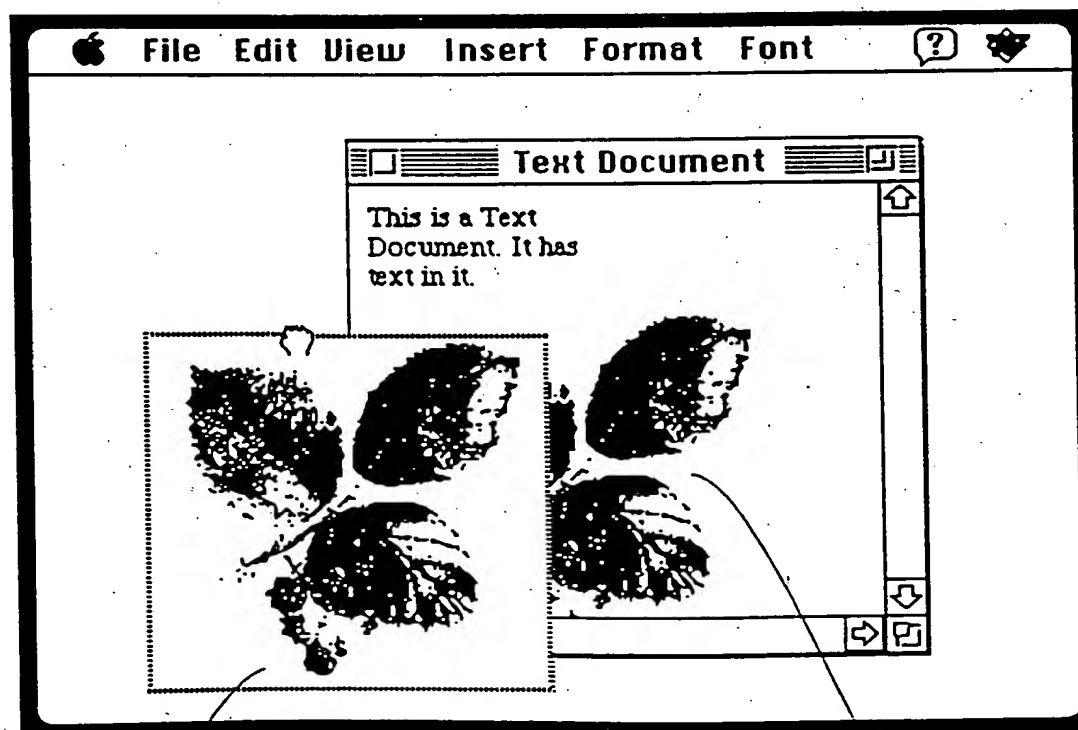 File Edit View Insert Format Font ?
Text Document
This is a Text
Document. It has
text in it.